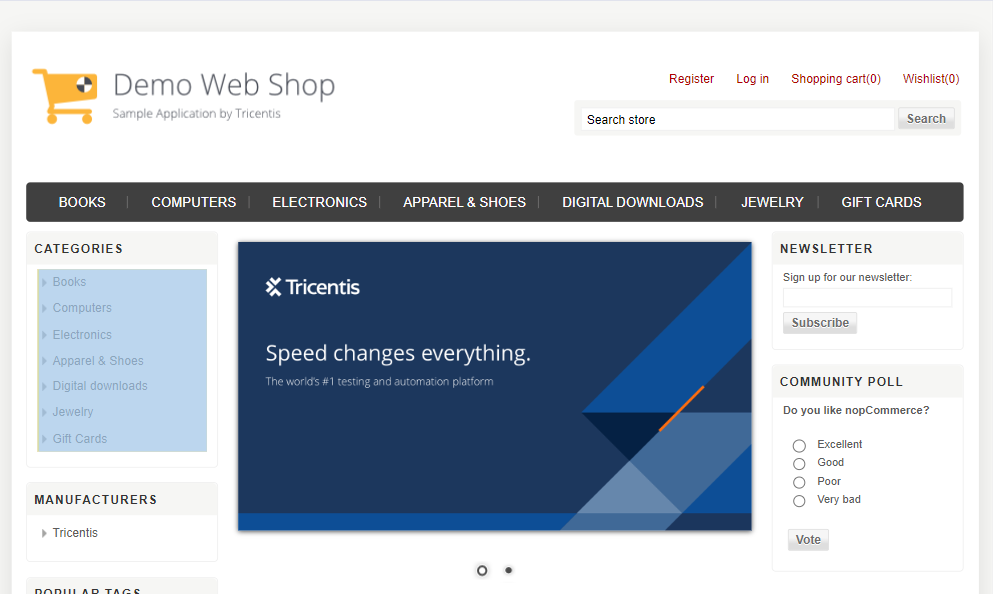 Demo Web Shop
Sample Application by Tricentis
Register Log in Shopping cart(0) Wishlist(0)
Search store Search
BOOKS COMPUTERS ELECTRONICS APPAREL & SHOES DIGITAL DOWNLOADS JEWELRY GIFT CARDS
CATEGORIES
Books
Computers
Electronics
Apparel & Shoes
Digital downloads
Jewelry
Gift Cards
MANUFACTURERS
Tricentis
POPULAR TAGS
Tricentis
Speed changes everything.
The world's #1 testing and automation platform
NEWSLETTER
Sign up for our newsletter:
Subscribe
COMMUNITY POLL
Do you like nopCommerce?
Excellent
Good
Poor
Very bad
Vote